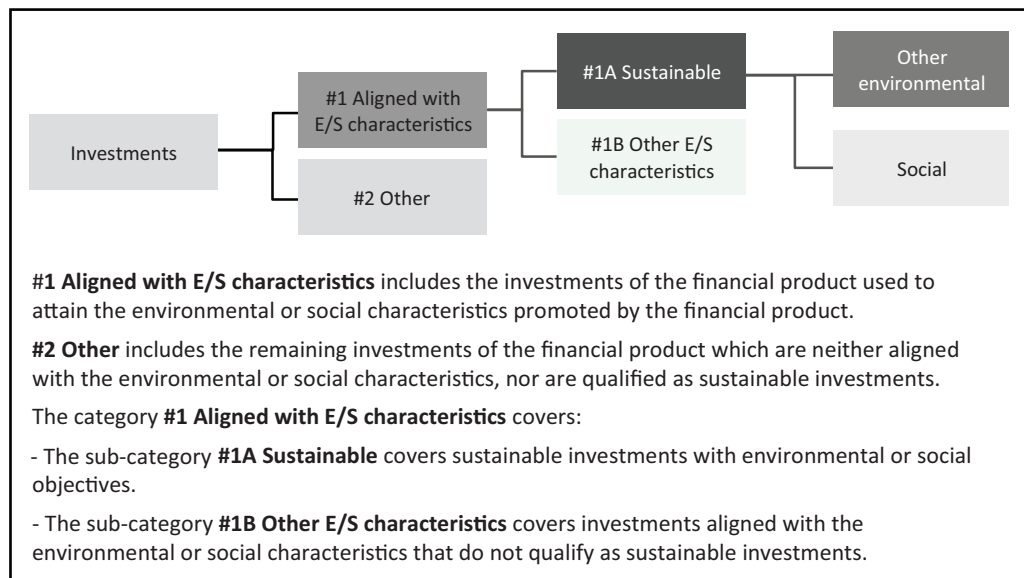 Investments
#1 Aligned with
E/S characteristics
#2 Other
#1A Sustainable
#1B Other E/S
characteristics
Other
environmental
Social
#1 Aligned with E/S characteristics includes the investments of the financial product used to
attain the environmental or social characteristics promoted by the financial product.
#2 Other includes the remaining investments of the financial product which are neither aligned
with the environmental or social characteristics, nor are qualified as sustainable investments.
The category #1 Aligned with E/S characteristics covers:
- The sub-category #1A Sustainable covers sustainable investments with environmental or social
objectives.
- The sub-category #1B Other E/S characteristics covers investments aligned with the
environmental or social characteristics that do not qualify as sustainable investments.